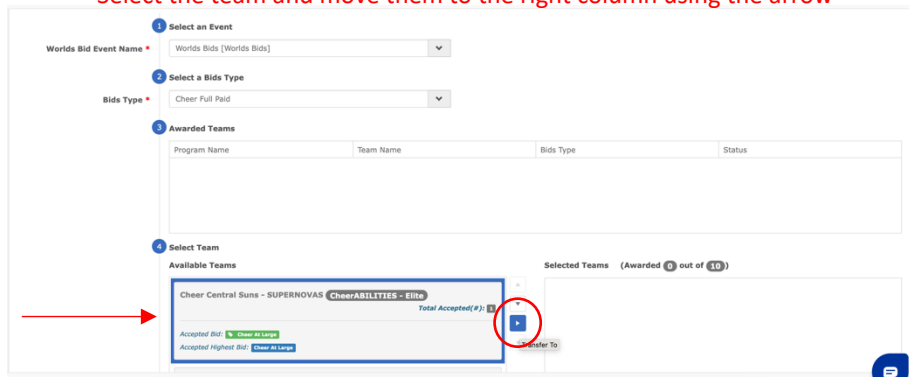 Select the team and move them to the right column using the arrow
1 Select an Event
Worlds Bid Event Name * Worlds Bids [Worlds Bids]
2 Select a Bids Type
Bids Type * Cheer Full Paid
3 Awarded Teams
Program Name Team Name Bids Type Status
4 Select Team
Available Teams Selected Teams (Awarded 0 out of 10)
Cheer Central Suns - SUPERNOVAS CheerABILITIES - Elite
Total Accepted(#): 1
Accepted Bid: Cheer At Large
Accepted Highest Bid: Cheer At Large
Transfer To